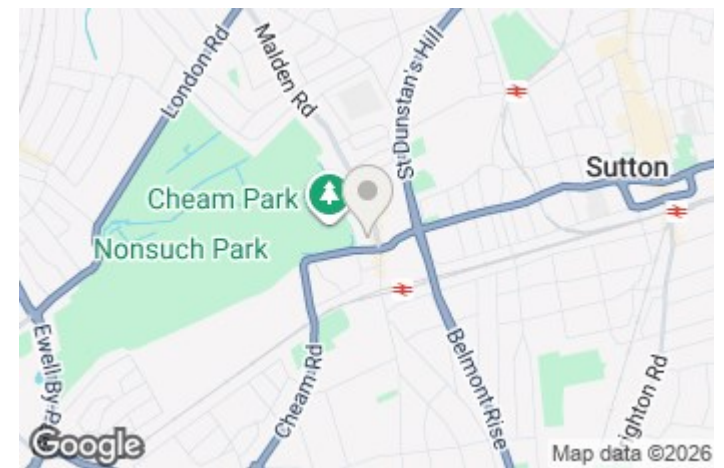 London Rd
Malden Rd
St Dunstan's Hill
Sutton
Cheam Park
Nonsuch Park
Ewell By-P
Cheam Rd
Belmont Rise
ighton Rd
Google
Map data ©2026